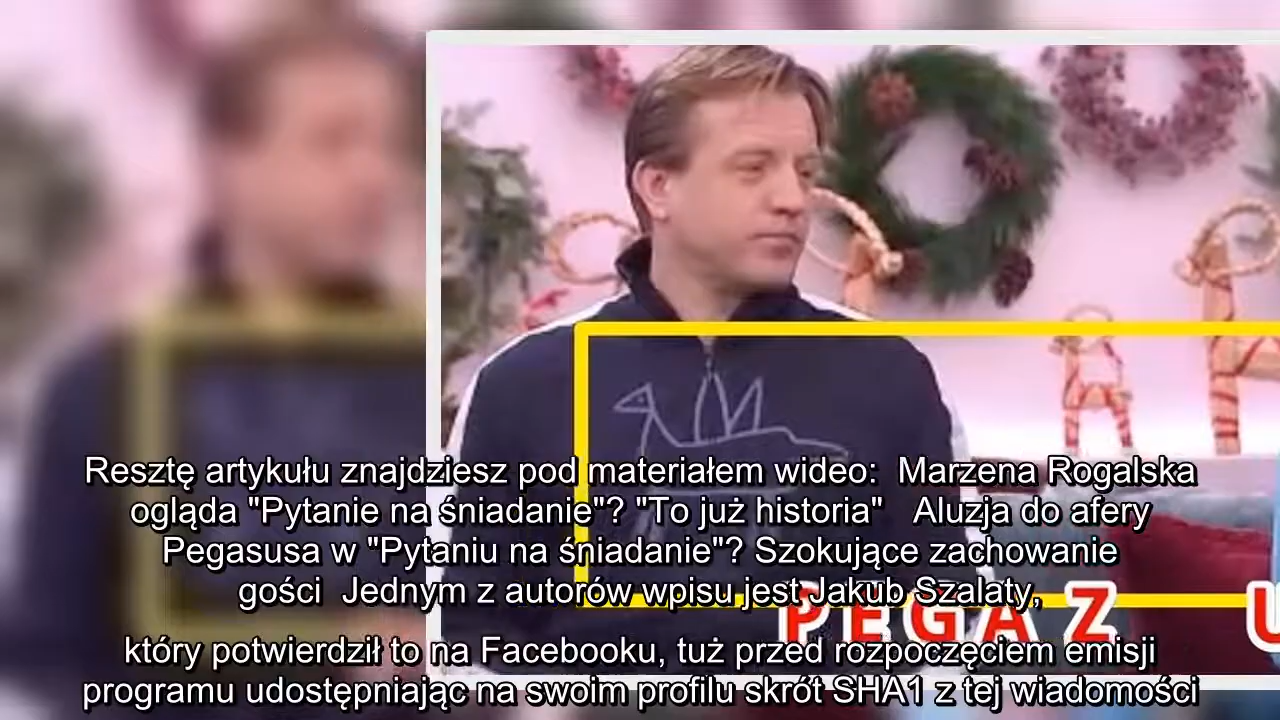 Resztę artykułu znajdziesz pod materiałem wideo: Marzena Rogalska
ogląda "Pytanie na śniadanie"? "To już historia" Aluzja do afery
Pegasusa w "Pytaniu na śniadanie"? Szokujące zachowanie
gości Jednym z autorów wpisu jest Jakub Szalaty,
PEGA Z U
który potwierdził to na Facebooku, tuż przed rozpoczęciem emisji
programu udostępniając na swoim profilu skrót SHA1 z tej wiadomości